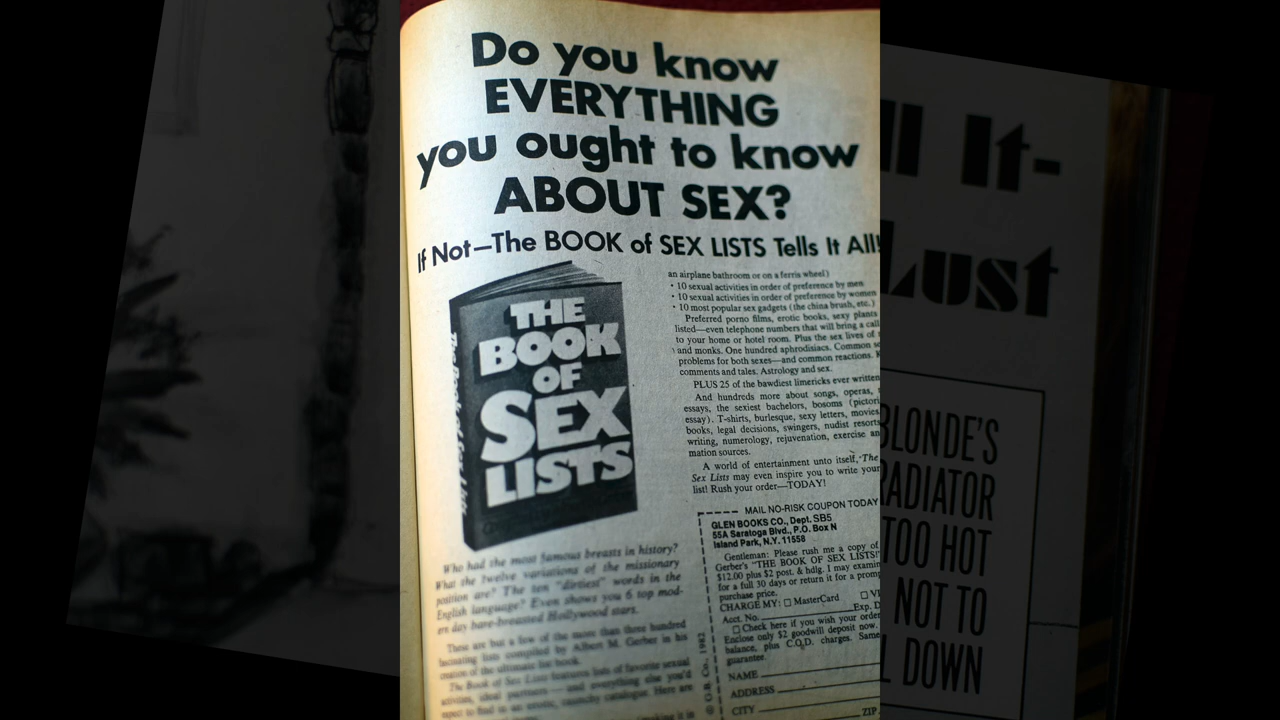 Do you know
EVERYTHING
you ought to know
ABOUT SEX?
If Not—The BOOK of SEX LISTS Tells It All!
THE
BOOK
OF
SEX
LISTS
The Book of Sex Lists
Who had the most famous breasts in history?
What the twelve variations of the missionary
position are? The ten "dirtiest" words in the
English language? Even shows you 6 top mod-
ern day bare-breasted Hollywood stars.
These are but a few of the more than three hundred
fascinating lists compiled by Albert M. Gerber in his
creation of the ultimate list book.
The Book of Sex Lists features lists of favorite sexual
activities, ideal partners—and everything else you'd
expect to find in an erotic, raunchy catalogue. Here are
an airplane bathroom or on a ferris wheel)
• 10 sexual activities in order of preference by men
• 10 sexual activities in order of preference by women
• 10 most popular sex gadgets (the china brush, etc.)
Preferred porno films, erotic books, sexy plants
listed—even telephone numbers that will bring a call
to your home or hotel room. Plus the sex lives of
and monks. One hundred aphrodisiacs. Common
problems for both sexes—and common reactions.
comments and tales. Astrology and sex.
PLUS 25 of the bawdiest limericks ever written
And hundreds more about songs, operas,
essays, the sexiest bachelors, bosoms (pictori
essay). T-shirts, burlesque, sexy letters, movies
books, legal decisions, swingers, nudist resorts
writing, numerology, rejuvenation, exercise an
mation sources.
A world of entertainment unto itself, The
Sex Lists may even inspire you to write your
list! Rush your order—TODAY!
MAIL NO-RISK COUPON TODAY
GLEN BOOKS CO., Dept. SB5
55A Saratoga Blvd., P.O. Box N
Island Park, N.Y. 11558
Gentleman: Please rush me a copy of
Gerber's "THE BOOK OF SEX LISTS!"
$12.00 plus $2 post. & hdlg. I may examin
for a full 30 days or return it for a promp
purchase price.
CHARGE MY: □ MasterCard □ VI
Acct. No. Exp. D
□ Check here if you wish your order
Enclose only $2 goodwill deposit now.
balance, plus C.O.D. charges. Same
guarantee.
NAME
ADDRESS
CITY ZIP
© G.B. Co., 1982
ll It-
Lust
BLONDE'S
RADIATOR
TOO HOT
NOT TO
L DOWN